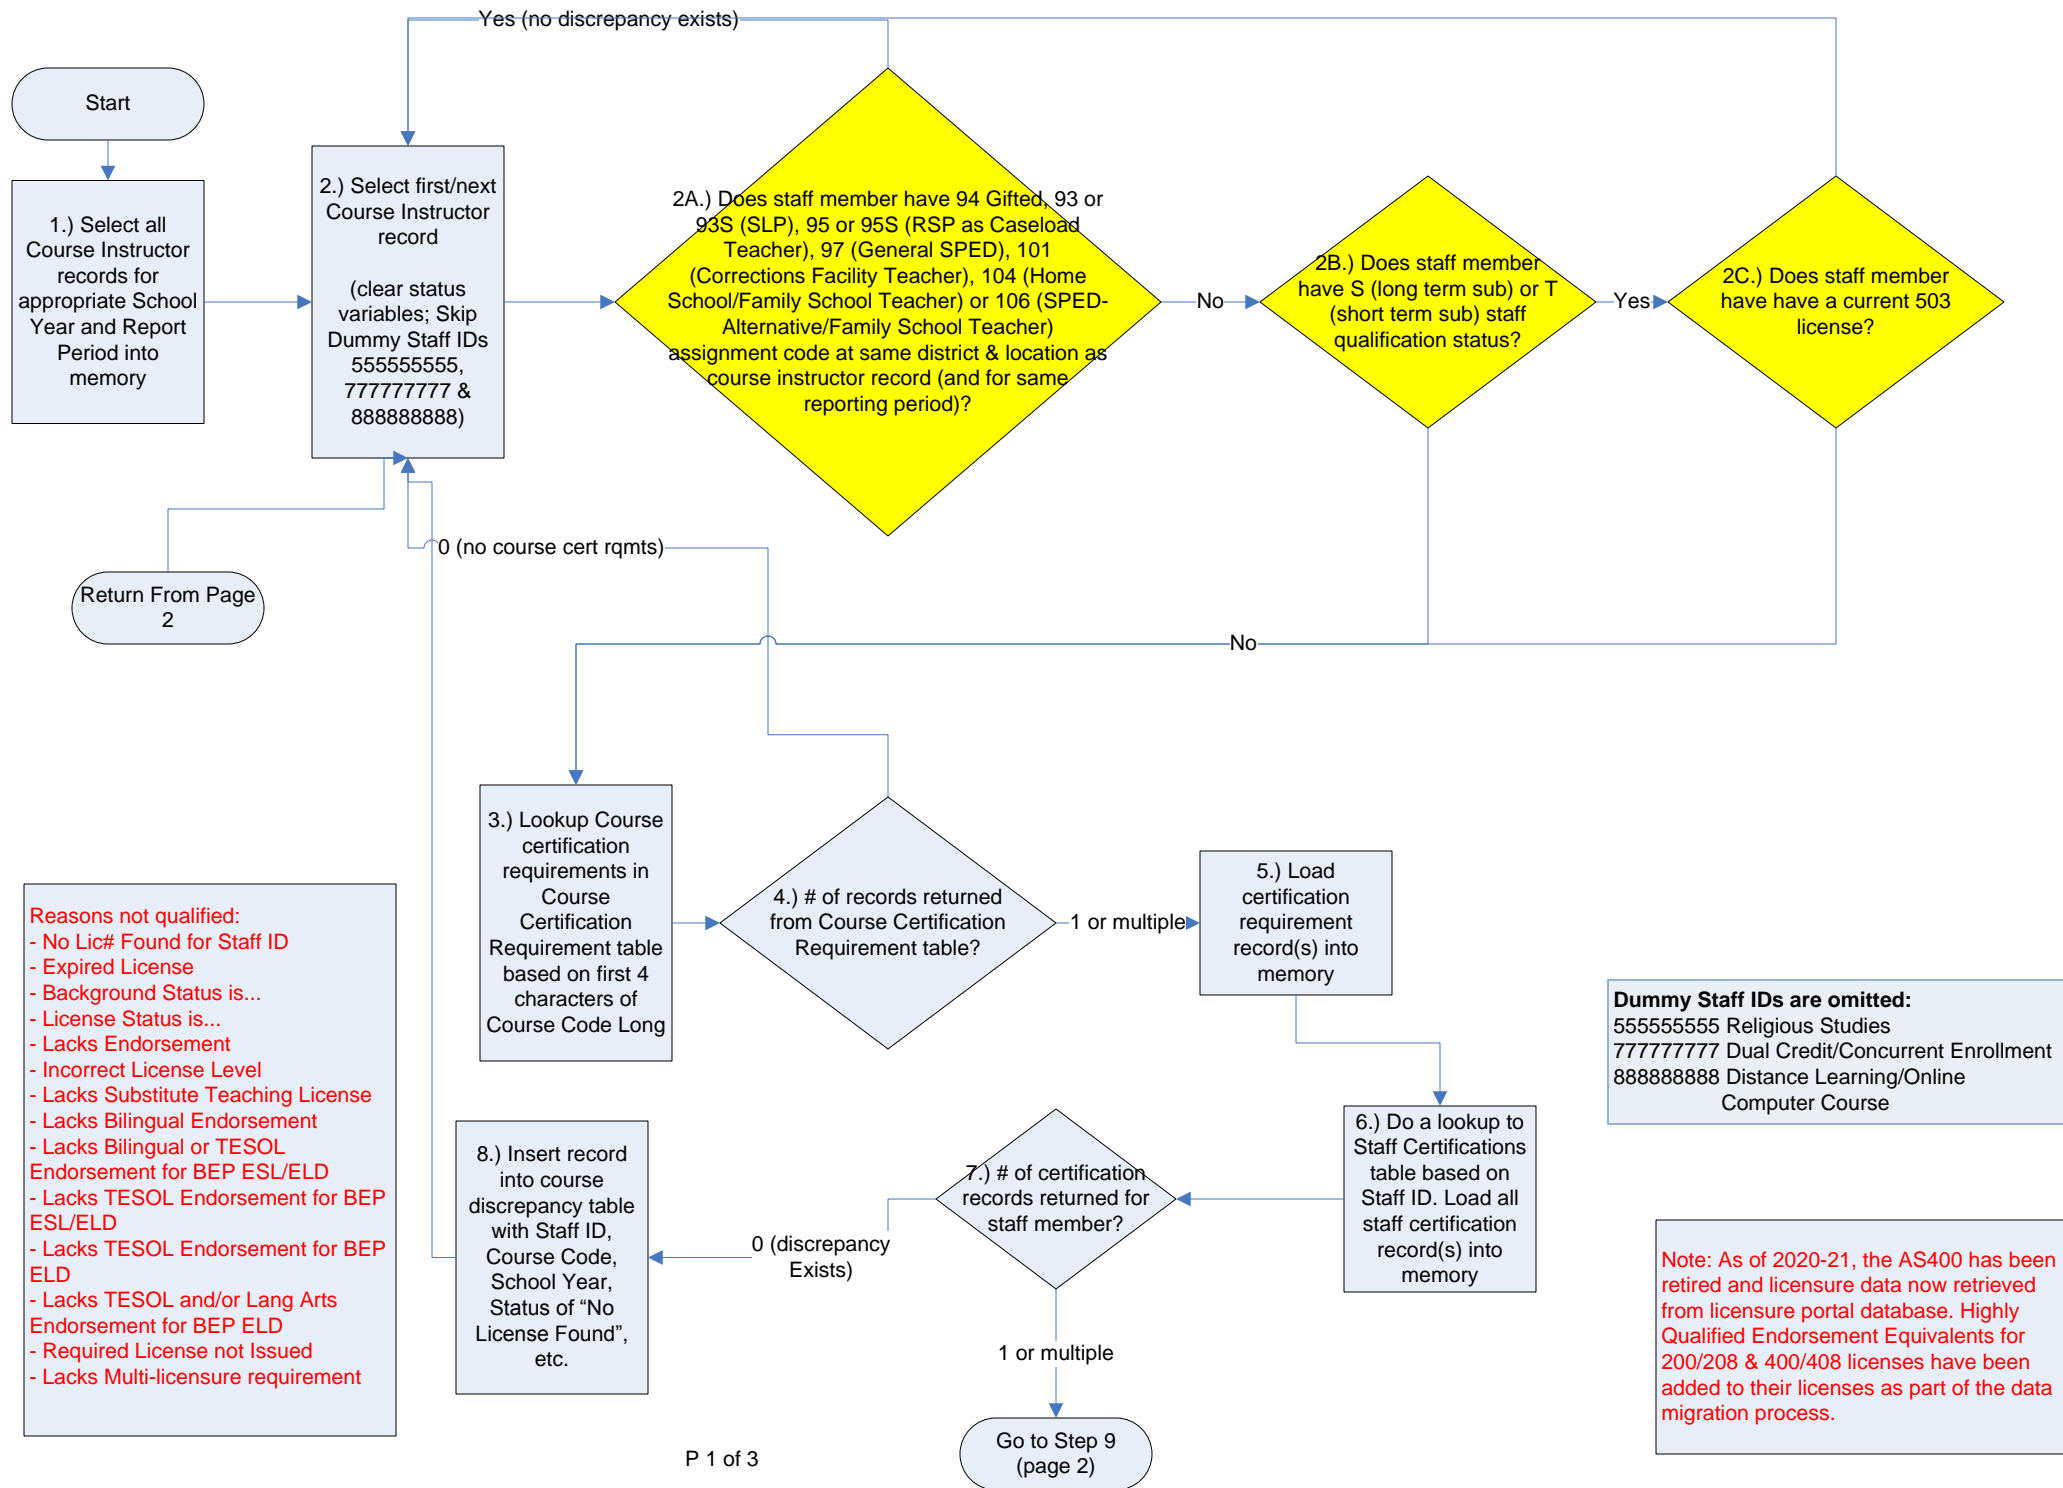 Yes (no discrepancy exists)
Start
1.) Select all
Course Instructor
records for
appropriate School
Year and Report
Period into
memory
2.) Select first/next
Course Instructor
record
(clear status
variables; Skip
Dummy Staff IDs
555555555,
777777777 &
888888888)
2A.) Does staff member have 94 Gifted, 93 or
93S (SLP), 95 or 95S (RSP as Caseload
Teacher), 97 (General SPED), 101
(Corrections Facility Teacher), 104 (Home
School/Family School Teacher) or 106 (SPED-
Alternative/Family School Teacher)
assignment code at same district & location as
course instructor record (and for same
reporting period)?
No
2B.) Does staff member
have S (long term sub) or T
(short term sub) staff
qualification status?
Yes
2C.) Does staff member
have have a current 503
license?
0 (no course cert rqmts)
Return From Page
2
No
3.) Lookup Course
certification
requirements in
Course
Certification
Requirement table
based on first 4
characters of
Course Code Long
4.) # of records returned
from Course Certification
Requirement table?
1 or multiple
5.) Load
certification
requirement
record(s) into
memory
Reasons not qualified:
- No Lic# Found for Staff ID
- Expired License
- Background Status is...
- License Status is...
- Lacks Endorsement
- Incorrect License Level
- Lacks Substitute Teaching License
- Lacks Bilingual Endorsement
- Lacks Bilingual or TESOL
Endorsement for BEP ESL/ELD
- Lacks TESOL Endorsement for BEP
ESL/ELD
- Lacks TESOL Endorsement for BEP
ELD
- Lacks TESOL and/or Lang Arts
Endorsement for BEP ELD
- Required License not Issued
- Lacks Multi-licensure requirement
Dummy Staff IDs are omitted:
555555555 Religious Studies
777777777 Dual Credit/Concurrent Enrollment
888888888 Distance Learning/Online
Computer Course
6.) Do a lookup to
Staff Certifications
table based on
Staff ID. Load all
staff certification
record(s) into
memory
7.) # of certification
records returned for
staff member?
0 (discrepancy
Exists)
8.) Insert record
into course
discrepancy table
with Staff ID,
Course Code,
School Year,
Status of “No
License Found”,
etc.
1 or multiple
Go to Step 9
(page 2)
Note: As of 2020-21, the AS400 has been
retired and licensure data now retrieved
from licensure portal database. Highly
Qualified Endorsement Equivalents for
200/208 & 400/408 licenses have been
added to their licenses as part of the data
migration process.
P 1 of 3